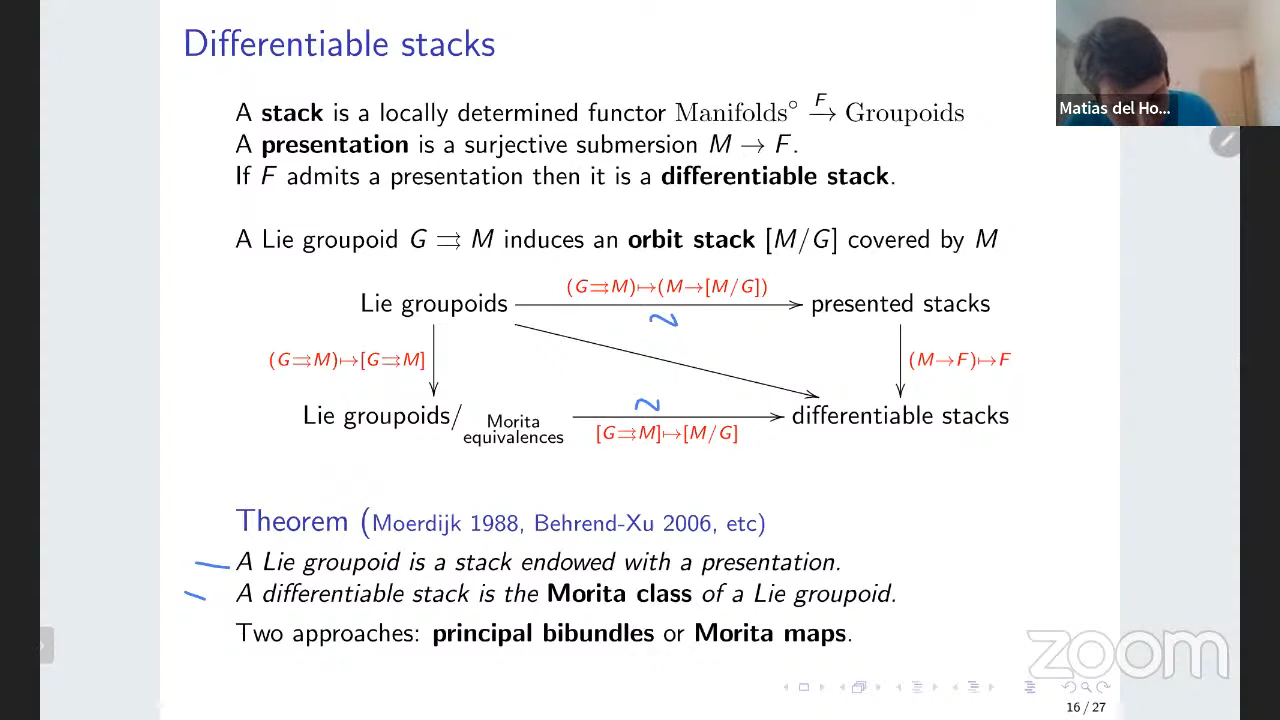 Differentiable stacks
Matias del Ho...
A stack is a locally determined functor Manifolds° F→ Groupoids
A presentation is a surjective submersion M → F.
If F admits a presentation then it is a differentiable stack.
A Lie groupoid G ⇉ M induces an orbit stack [M/G] covered by M
(G⇉M)↦(M→[M/G])
Lie groupoids
presented stacks
(G⇉M)↦[G⇉M]
(M→F)↦F
Lie groupoids/ Morita equivalences
differentiable stacks
[G⇉M]↦[M/G]
Theorem (Moerdijk 1988, Behrend-Xu 2006, etc)
A Lie groupoid is a stack endowed with a presentation.
A differentiable stack is the Morita class of a Lie groupoid.
Two approaches: principal bibundles or Morita maps.
zoom
16 / 27